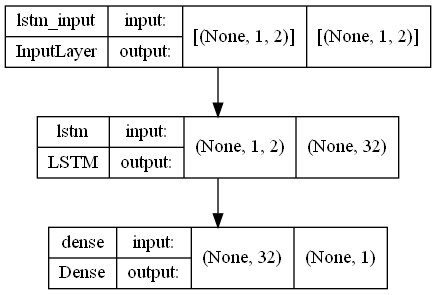 lstm_input input: [(None, 1, 2)] [(None, 1, 2)]
InputLayer output:
lstm input: (None, 1, 2) (None, 32)
LSTM output:
dense input: (None, 32) (None, 1)
Dense output: